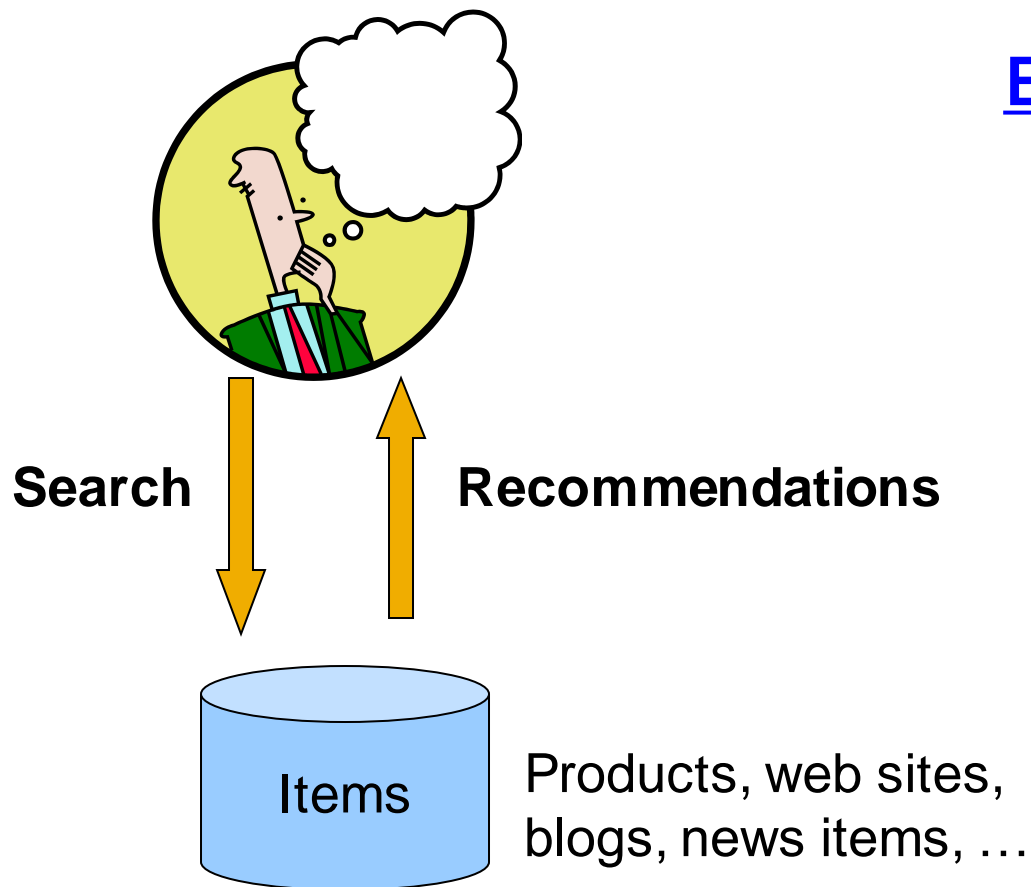 Search
Recommendations
Items
Products, web sites,
blogs, news items, …